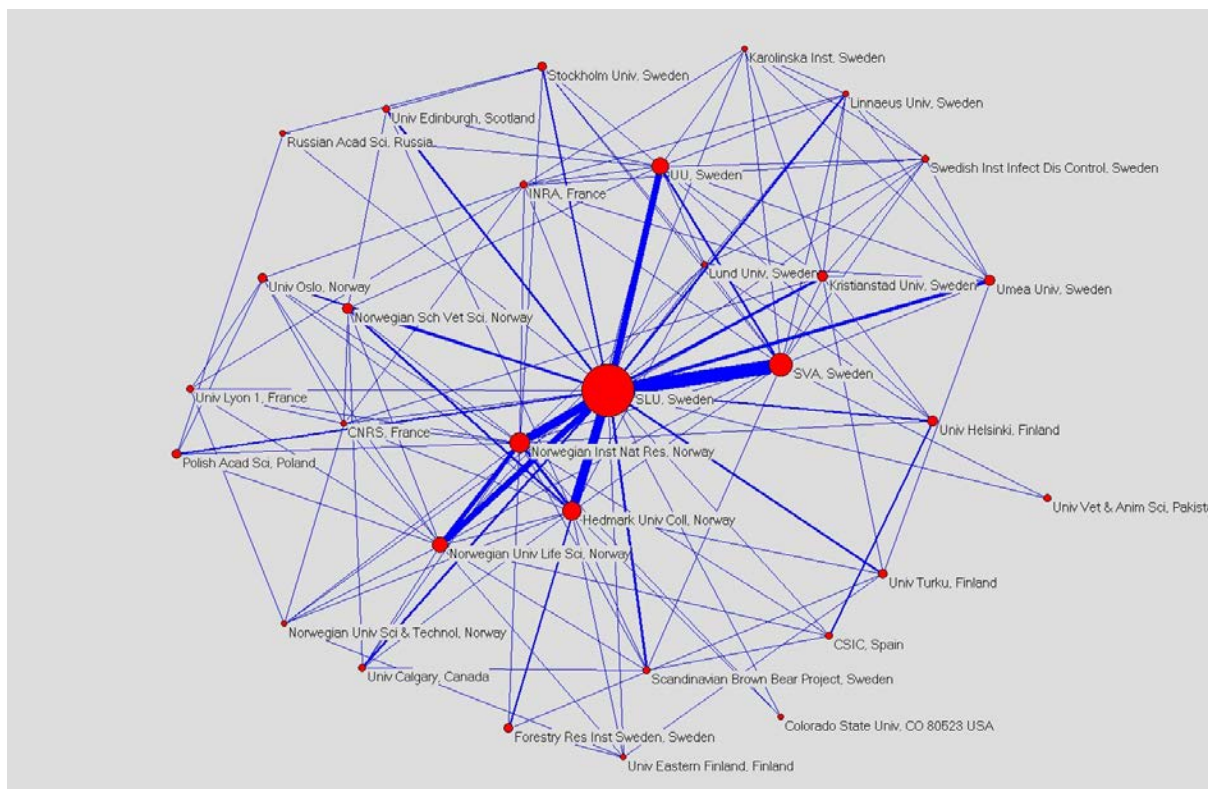 Karolinska Inst, Sweden
Stockholm Univ, Sweden
Linnaeus Univ, Sweden
Univ Edinburgh, Scotland
Russian Acad Sci, Russia
Swedish Inst Infect Dis Control, Sweden
UU, Sweden
INRA, France
Lund Univ, Sweden
Kristianstad Univ, Sweden
Umea Univ, Sweden
Univ Oslo, Norway
Norwegian Sch Vet Sci, Norway
SVA, Sweden
Univ Lyon 1, France
SLU, Sweden
CNRS, France
Univ Helsinki, Finland
Norwegian Inst Nat Res, Norway
Polish Acad Sci, Poland
Univ Vet & Anim Sci, Pakist
Hedmark Univ Coll, Norway
Norwegian Univ Life Sci, Norway
Univ Turku, Finland
Norwegian Univ Sci & Technol, Norway
CSIC, Spain
Univ Calgary, Canada
Scandinavian Brown Bear Project, Sweden
Colorado State Univ, CO 80523 USA
Forestry Res Inst Sweden, Sweden
Univ Eastern Finland, Finland